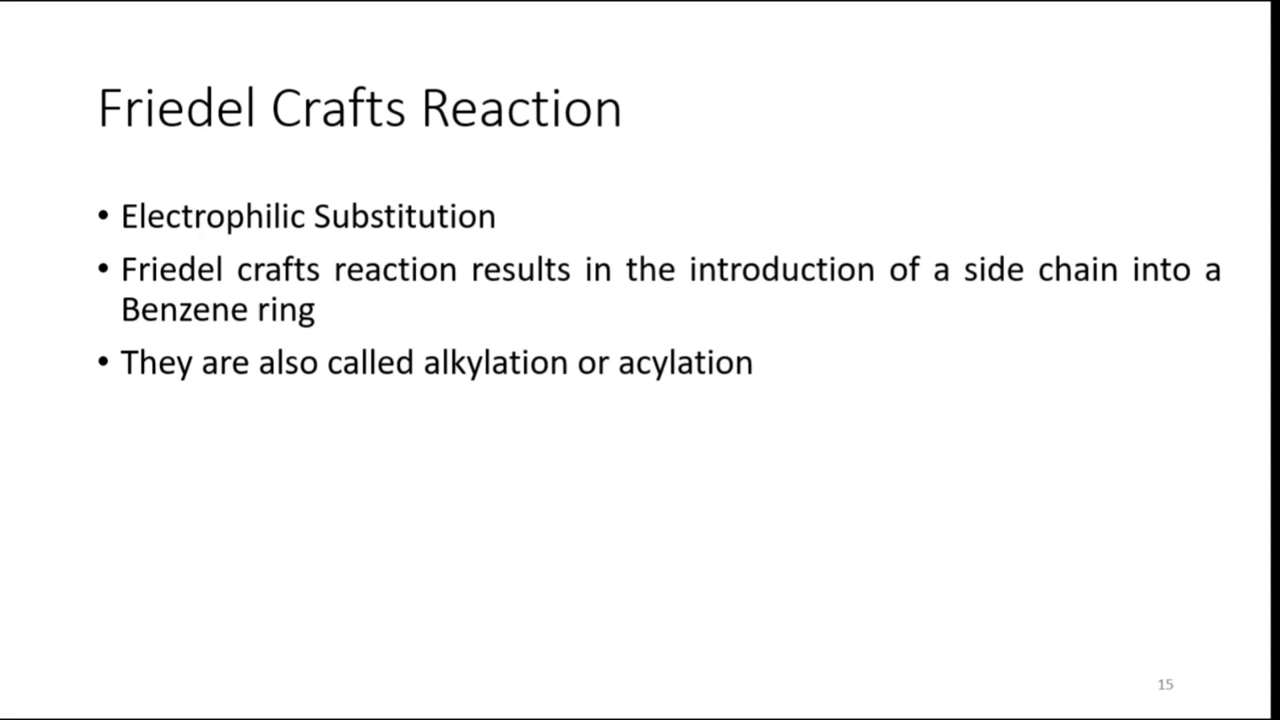 Friedel Crafts Reaction
• Electrophilic Substitution
• Friedel crafts reaction results in the introduction of a side chain into a
Benzene ring
• They are also called alkylation or acylation
15